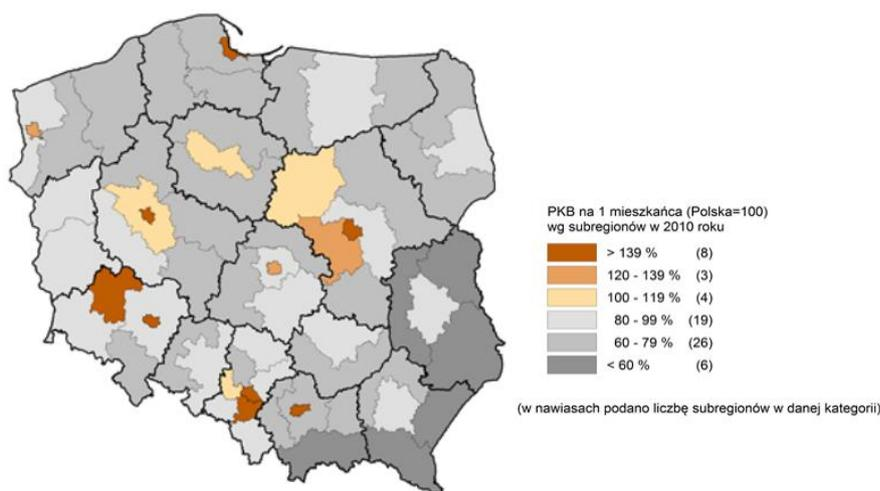 PKB na 1 mieszkańca (Polska=100)
wg subregionów w 2010 roku
> 139 % (8)
120 - 139 % (3)
100 - 119 % (4)
80 - 99 % (19)
60 - 79 % (26)
< 60 % (6)
(w nawiasach podano liczbę subregionów w danej kategorii)